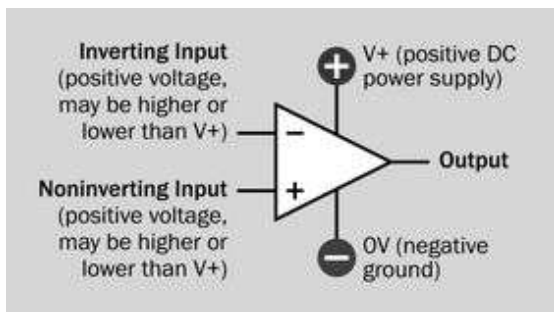 Inverting Input
(positive voltage,
may be higher or
lower than V+)
Noninverting Input
(positive voltage,
may be higher or
lower than V+)
V+ (positive DC
power supply)
Output
0V (negative
ground)
−
+
+
−